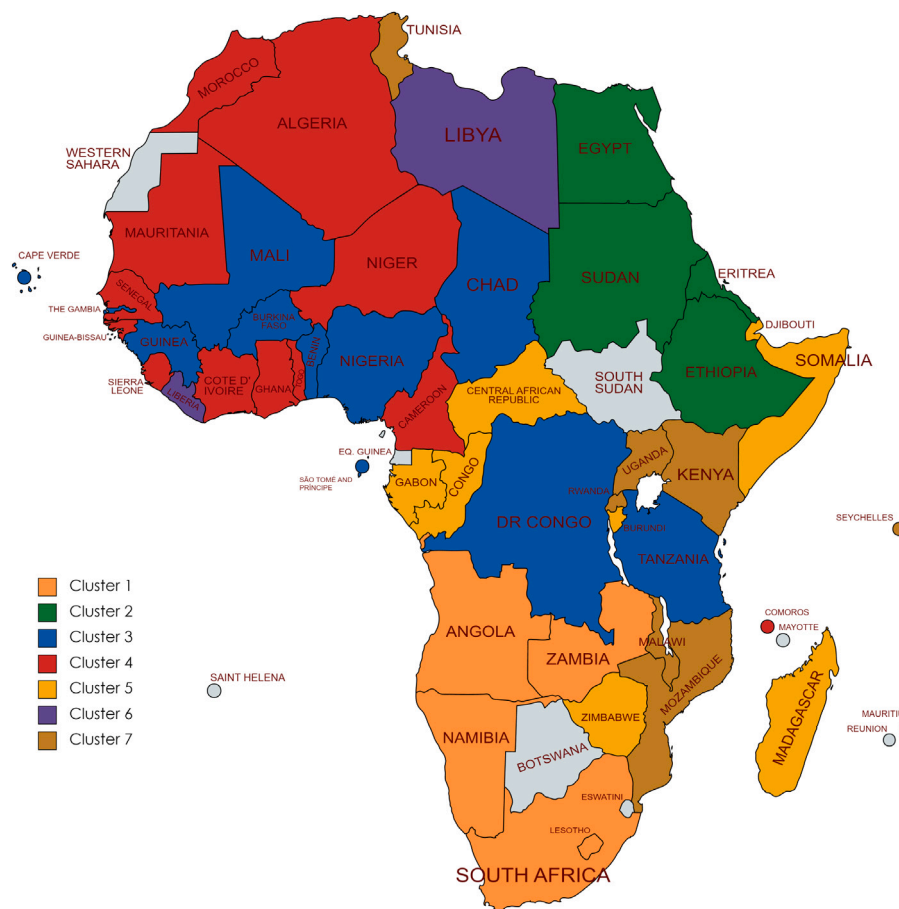 TUNISIA
MOROCCO
ALGERIA
LIBYA
EGYPT
WESTERN
SAHARA
MAURITANIA
MALI
NIGER
CHAD
SUDAN
ERITREA
CAPE VERDE
SENEGAL
THE GAMBIA
GUINEA-BISSAU
GUINEA
BURKINA
FASO
BENIN
NIGERIA
DJIBOUTI
SOMALIA
ETHIOPIA
SOUTH
SUDAN
SIERRA
LEONE
LIBERIA
COTE D'
IVOIRE
GHANA
TOGO
CAMEROON
CENTRAL AFRICAN
REPUBLIC
EQ. GUINEA
SÃO TOMÉ AND
PRÍNCIPE
GABON
CONGO
UGANDA
KENYA
RWANDA
BURUNDI
DR CONGO
TANZANIA
SEYCHELLES
Cluster 1
Cluster 2
Cluster 3
Cluster 4
Cluster 5
Cluster 6
Cluster 7
COMOROS
MAYOTTE
ANGOLA
ZAMBIA
MALAWI
MOZAMBIQUE
SAINT HELENA
MADAGASCAR
MAURITIU
REUNION
NAMIBIA
ZIMBABWE
BOTSWANA
ESWATINI
LESOTHO
SOUTH AFRICA